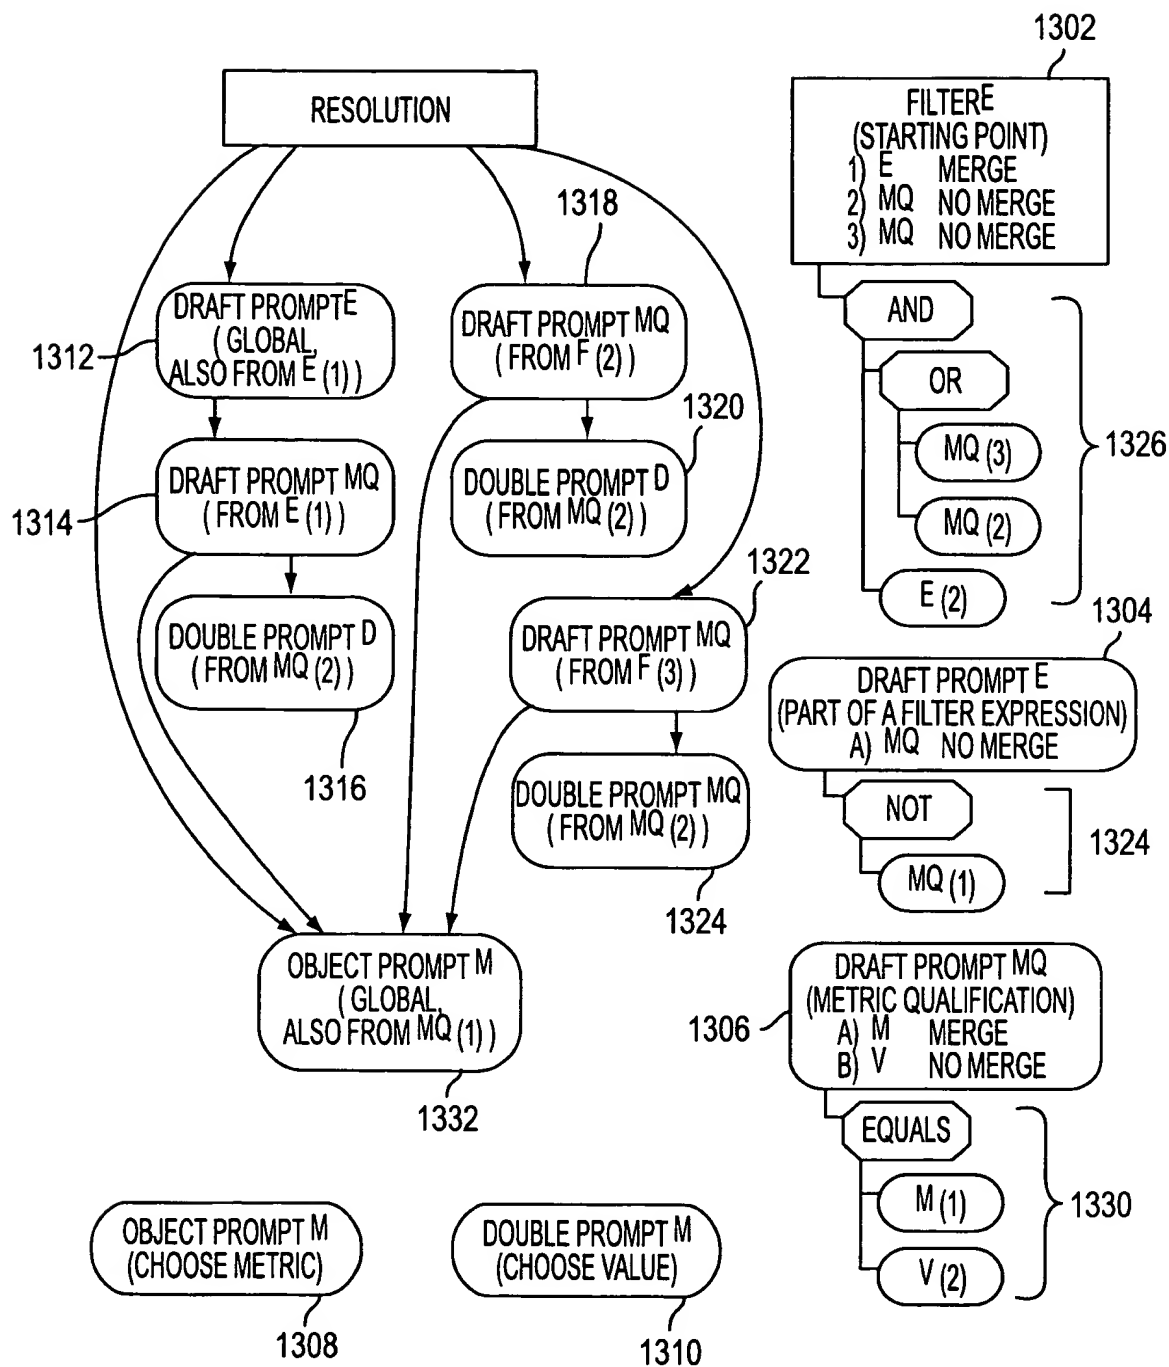 1302
RESOLUTION
FILTER E
(STARTING POINT)
1) E MERGE
2) MQ NO MERGE
3) MQ NO MERGE
1318
DRAFT PROMPT E
( GLOBAL,
ALSO FROM E (1) )
1312
DRAFT PROMPT MQ
( FROM F (2) )
AND
OR
MQ (3)
MQ (2)
E (2)
1326
1320
DRAFT PROMPT MQ
( FROM E (1) )
1314
DOUBLE PROMPT D
( FROM MQ (2) )
1322
DOUBLE PROMPT D
( FROM MQ (2) )
1316
DRAFT PROMPT MQ
( FROM F (3) )
1304
DRAFT PROMPT E
(PART OF A FILTER EXPRESSION)
A) MQ NO MERGE
NOT
MQ (1)
1324
DOUBLE PROMPT MQ
( FROM MQ (2) )
1324
OBJECT PROMPT M
( GLOBAL,
ALSO FROM MQ (1) )
1332
DRAFT PROMPT MQ
(METRIC QUALIFICATION)
A) M MERGE
B) V NO MERGE
1306
EQUALS
M (1)
V (2)
1330
OBJECT PROMPT M
(CHOOSE METRIC)
1308
DOUBLE PROMPT M
(CHOOSE VALUE)
1310